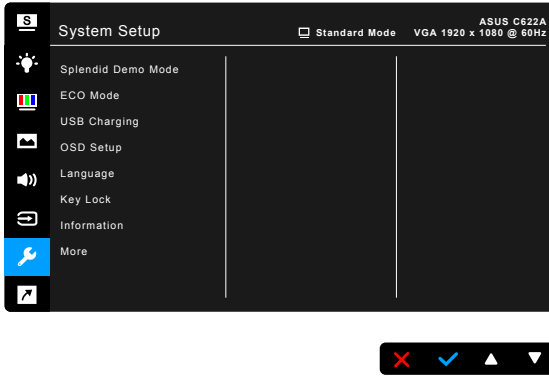 S
System Setup
Standard Mode
ASUS C622A
VGA 1920 x 1080 @ 60Hz
Splendid Demo Mode
ECO Mode
USB Charging
OSD Setup
Language
Key Lock
Information
More